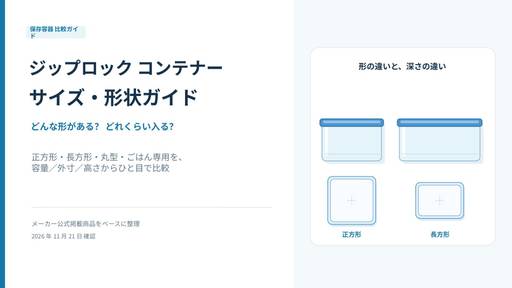 保存容器 比較ガイ
ド
ジップロック コンテナー
サイズ・形状ガイド
どんな形がある? どれくらい入る?
正方形・長方形・丸型・ごはん専用を、
容量／外寸／高さからひと目で比較
メーカー公式掲載商品をベースに整理
2026 年 11 月 21 日 確認
形の違いと、深さの違い
正方形
長方形